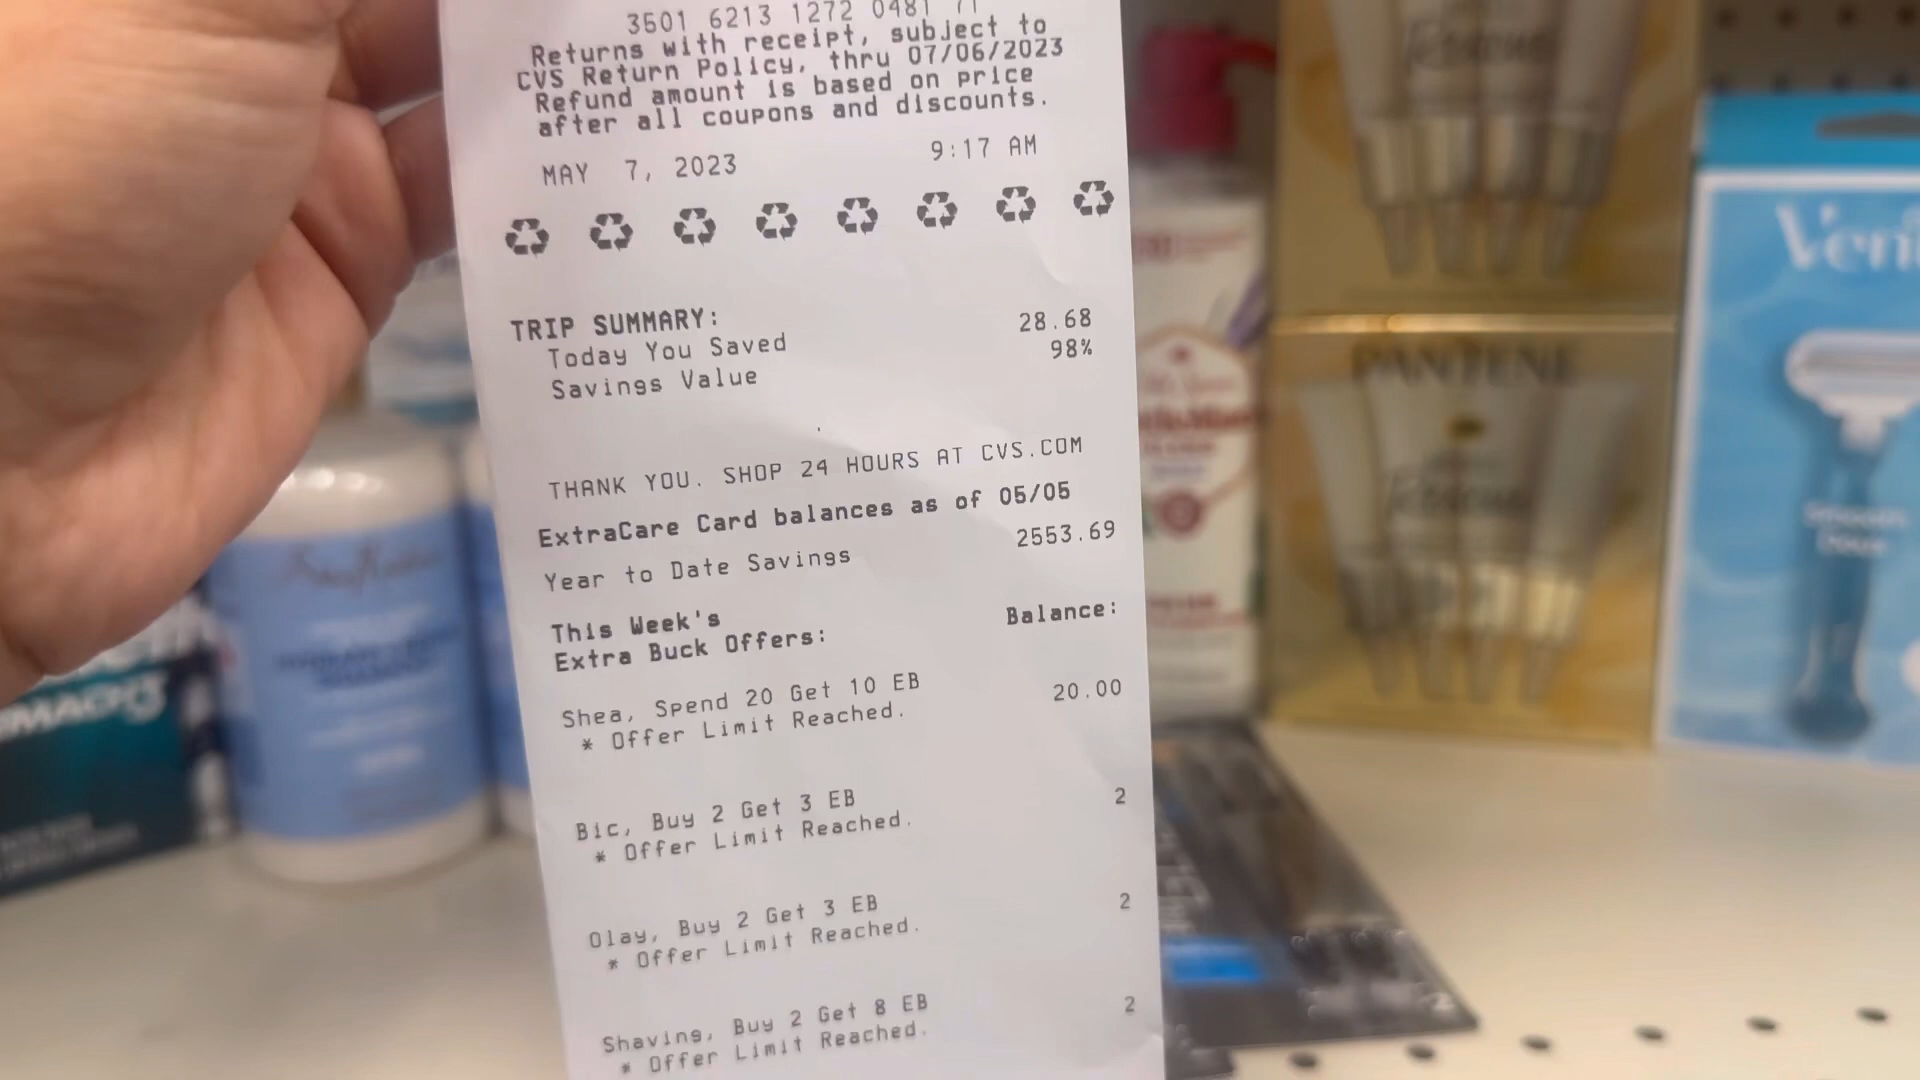 3501 6213 1272 0481 71
Returns with receipt, subject to
CVS Return Policy, thru 07/06/2023
Refund amount is based on price
after all coupons and discounts.
MAY 7, 2023 9:17 AM
TRIP SUMMARY:
Today You Saved 28.68
Savings Value 98%
THANK YOU. SHOP 24 HOURS AT CVS.COM
ExtraCare Card balances as of 05/05
Year to Date Savings 2553.69
This Week's
Extra Buck Offers: Balance:
Shea, Spend 20 Get 10 EB 20.00
* Offer Limit Reached.
Bic, Buy 2 Get 3 EB 2
* Offer Limit Reached.
Olay, Buy 2 Get 3 EB 2
* Offer Limit Reached.
Shaving, Buy 2 Get 8 EB 2
* Offer Limit Reached.
PANTENE
MACH3